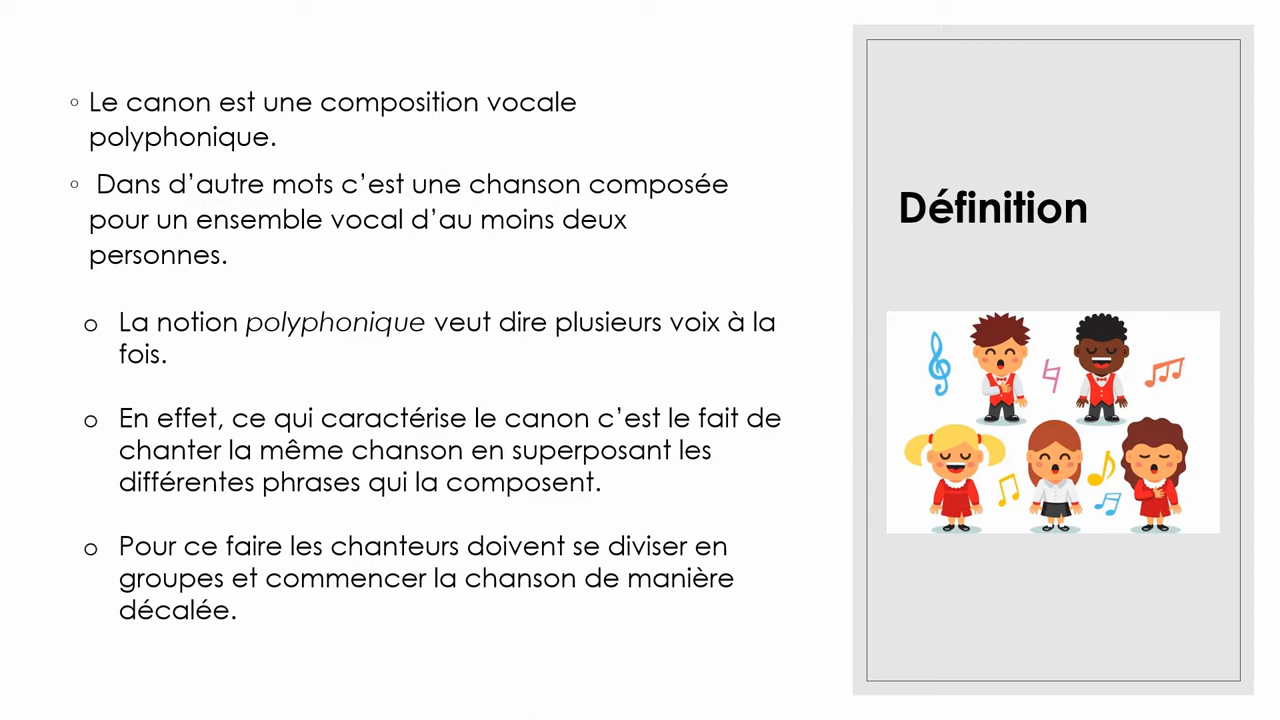 ◦ Le canon est une composition vocale
polyphonique.
◦ Dans d’autre mots c’est une chanson composée
pour un ensemble vocal d’au moins deux
personnes.
o La notion polyphonique veut dire plusieurs voix à la
fois.
o En effet, ce qui caractérise le canon c’est le fait de
chanter la même chanson en superposant les
différentes phrases qui la composent.
o Pour ce faire les chanteurs doivent se diviser en
groupes et commencer la chanson de manière
décalée.
Définition